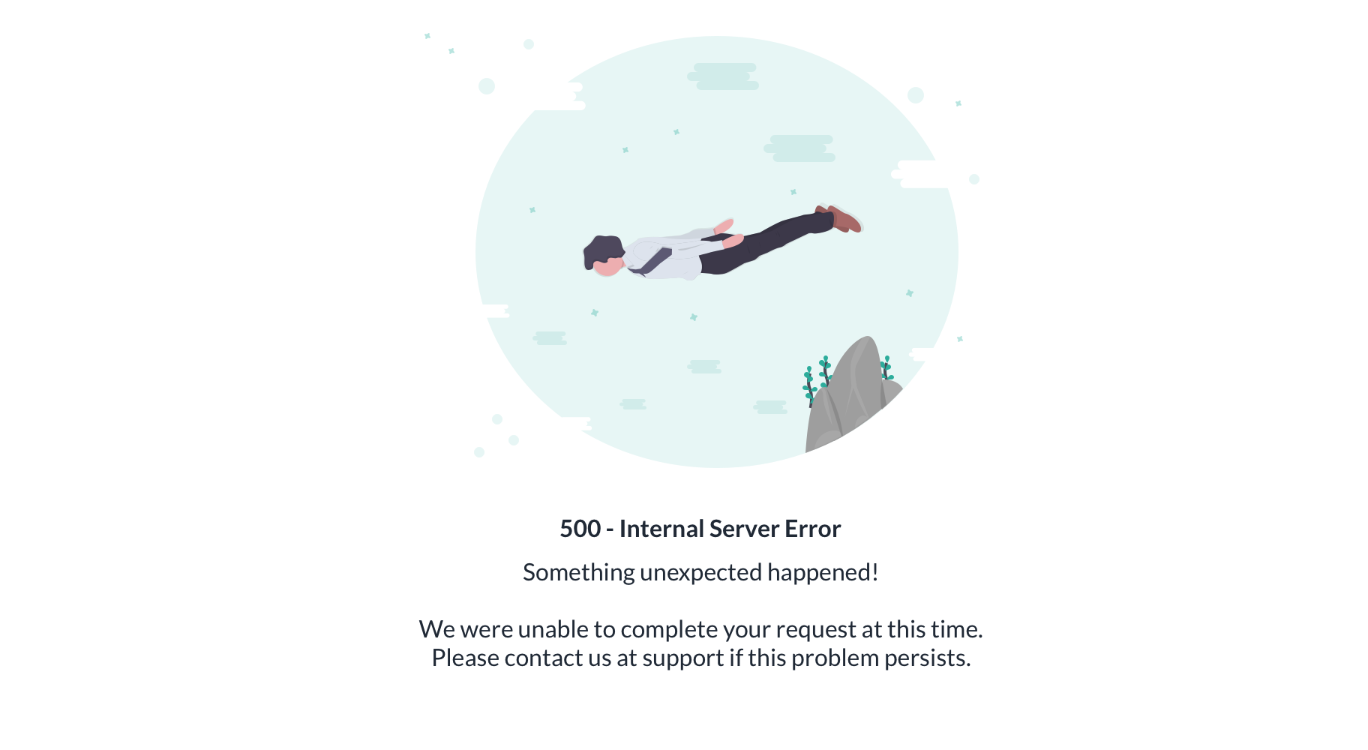 500 - Internal Server Error
Something unexpected happened!
We were unable to complete your request at this time.
Please contact us at support if this problem persists.